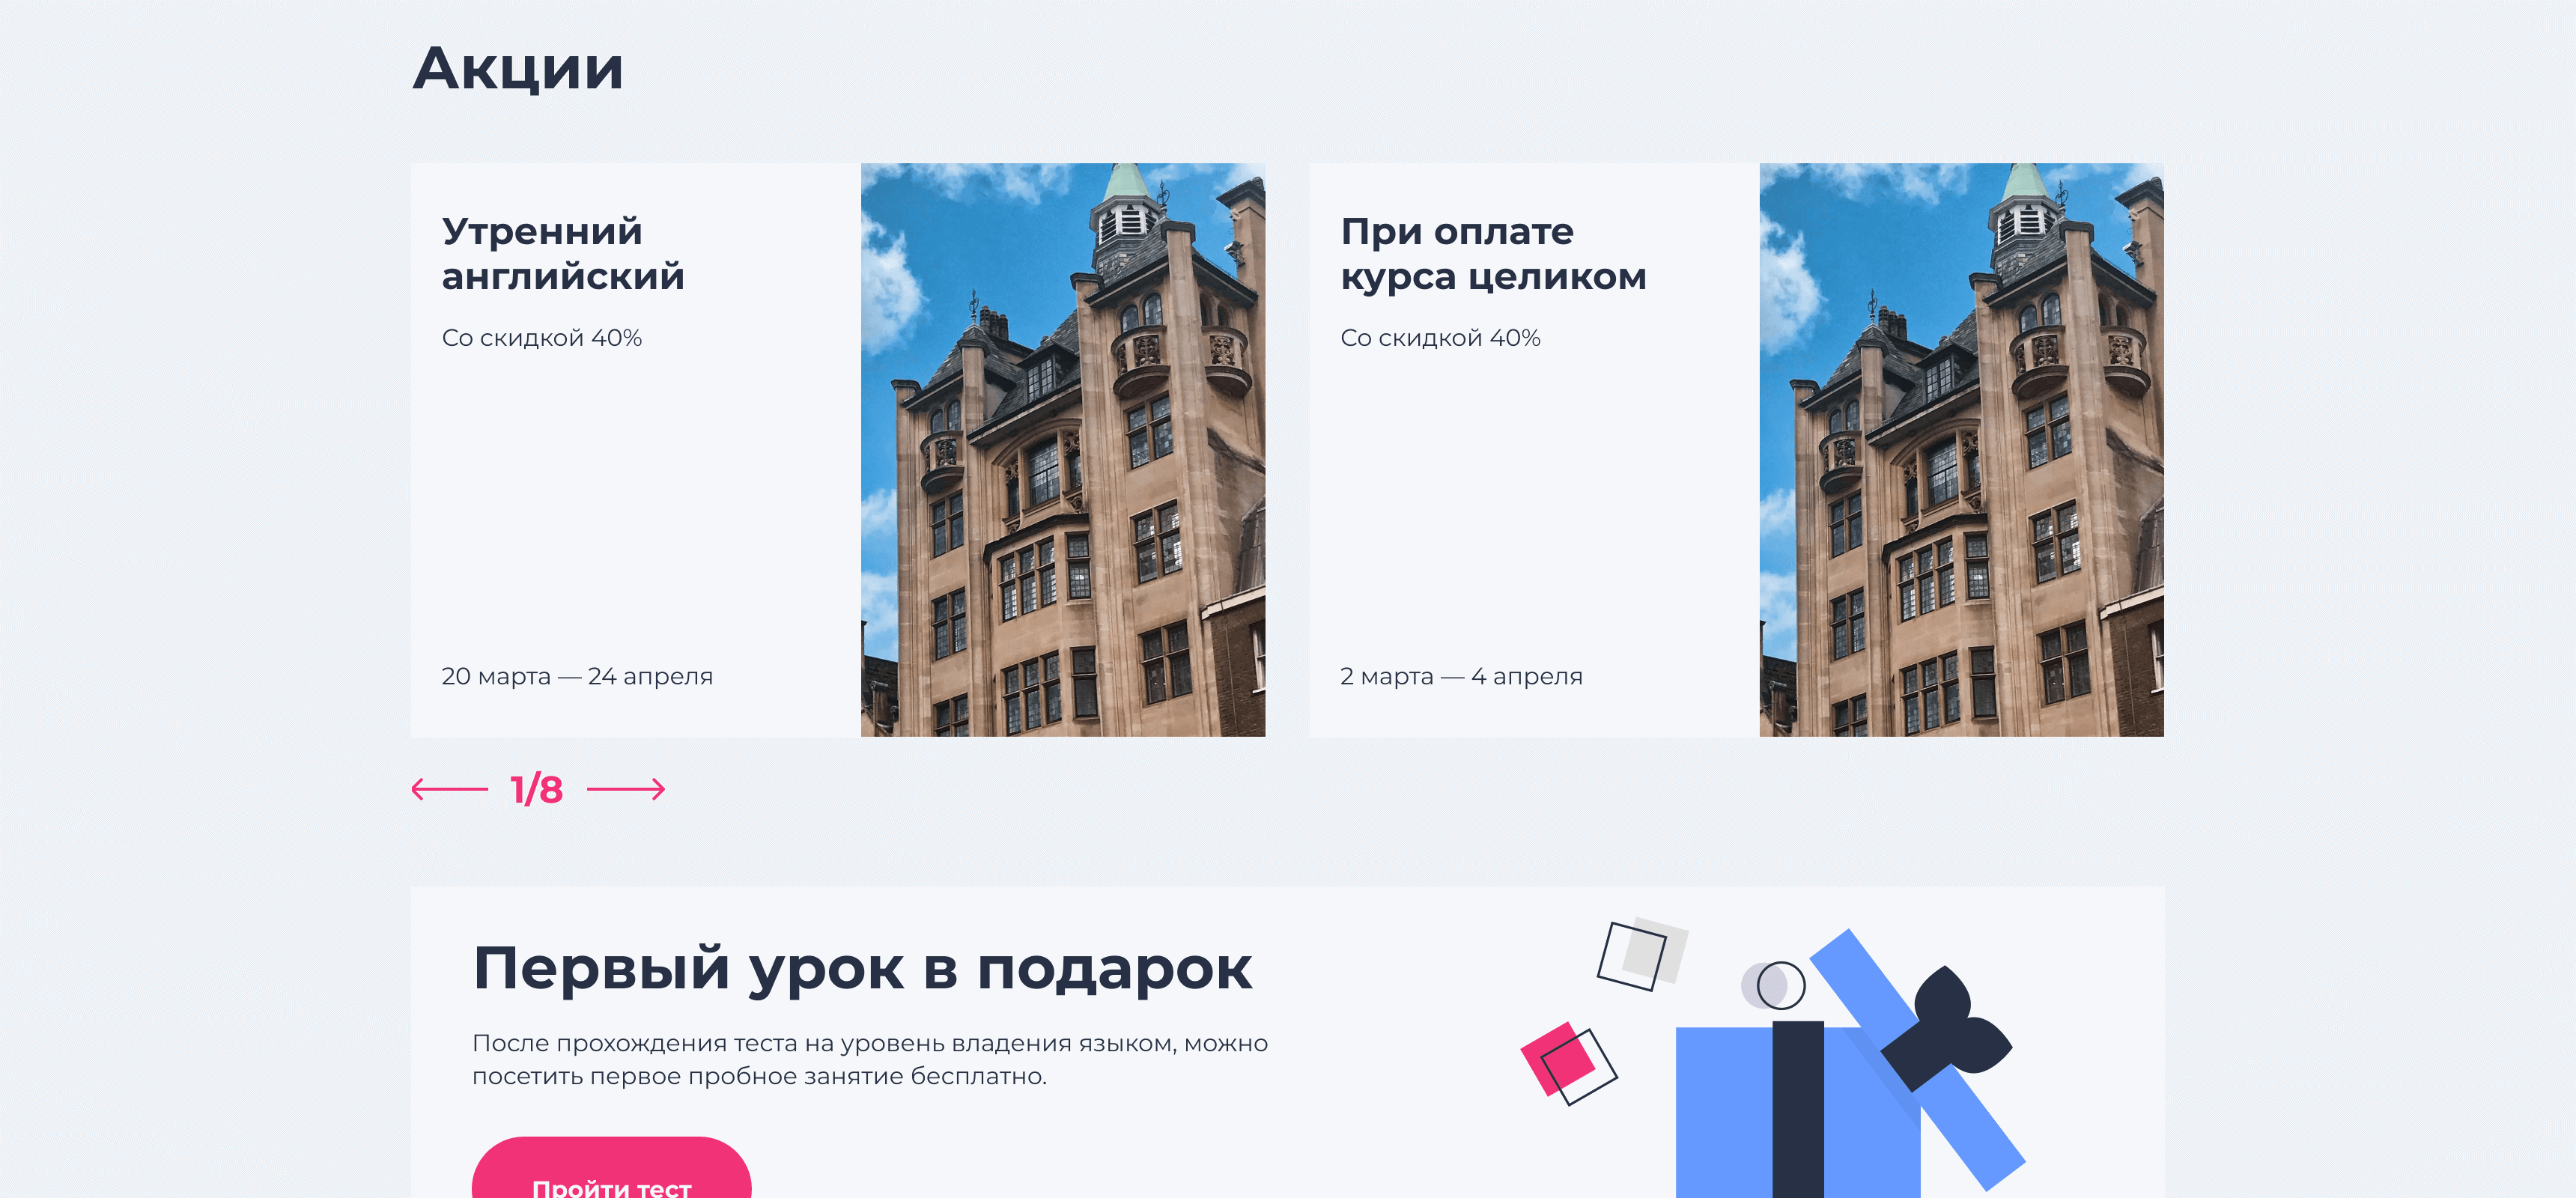 Акции
Утренний
английский
Со скидкой 40%
20 марта — 24 апреля
При оплате
курса целиком
Со скидкой 40%
2 марта — 4 апреля
1/8
Первый урок в подарок
После прохождения теста на уровень владения языком, можно
посетить первое пробное занятие бесплатно.
Пройти тест